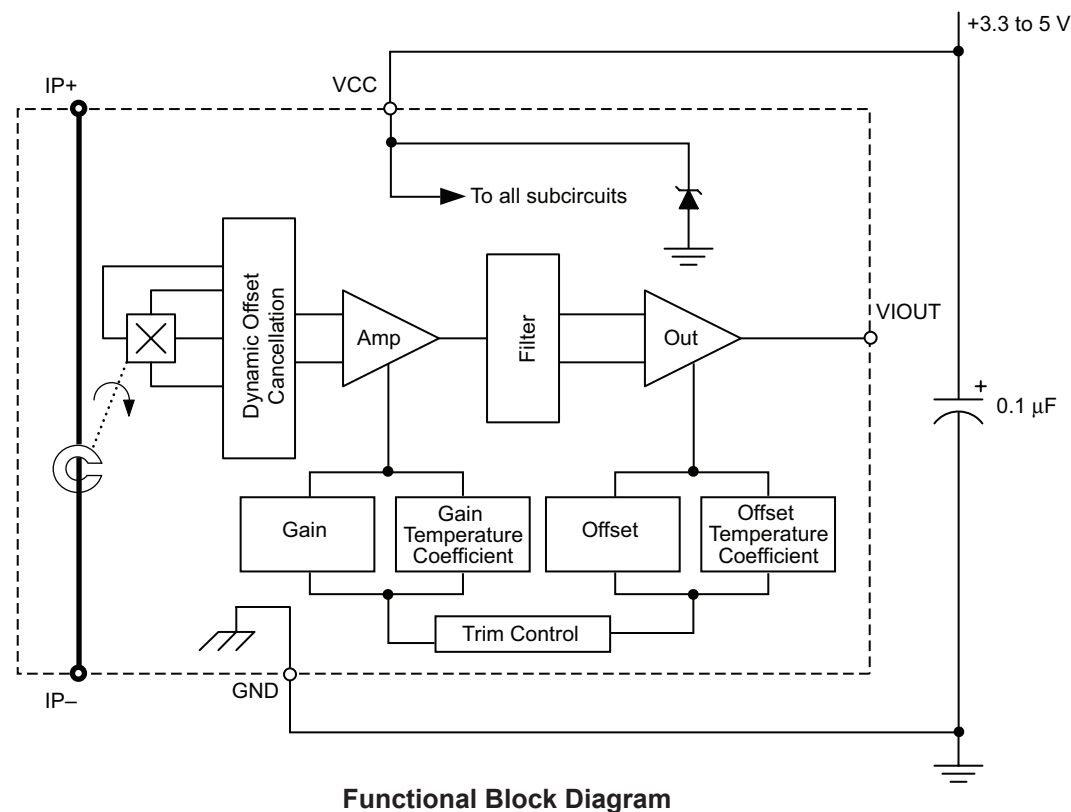 +3.3 to 5 V
IP+
VCC
To all subcircuits
Dynamic Offset
Cancellation
Amp
Filter
Out
VIOUT
+
0.1 µF
Gain
Gain
Temperature
Coefficient
Offset
Offset
Temperature
Coefficient
Trim Control
IP–
GND
Functional Block Diagram